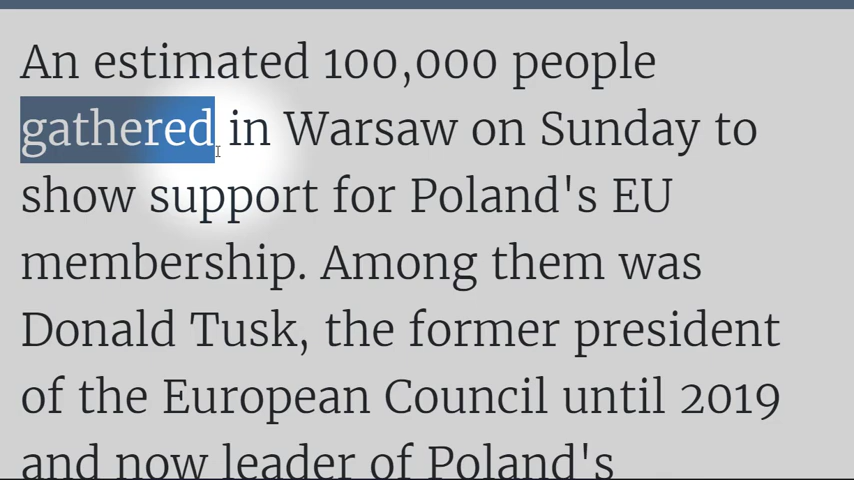 An estimated 100,000 people
gathered in Warsaw on Sunday to
show support for Poland's EU
membership. Among them was
Donald Tusk, the former president
of the European Council until 2019
and now leader of Poland's